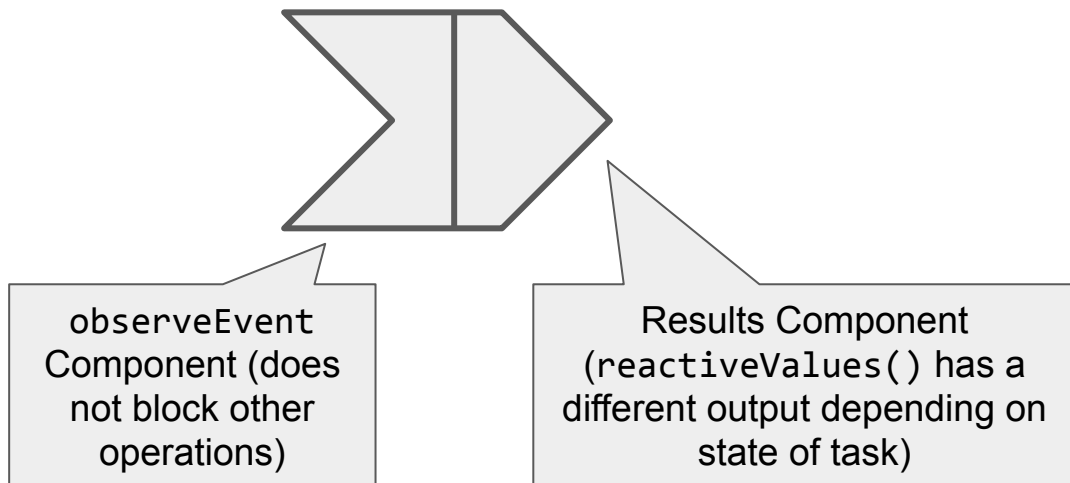 observeEvent
Component (does
not block other
operations)
Results Component
(reactiveValues() has a
different output depending on
state of task)